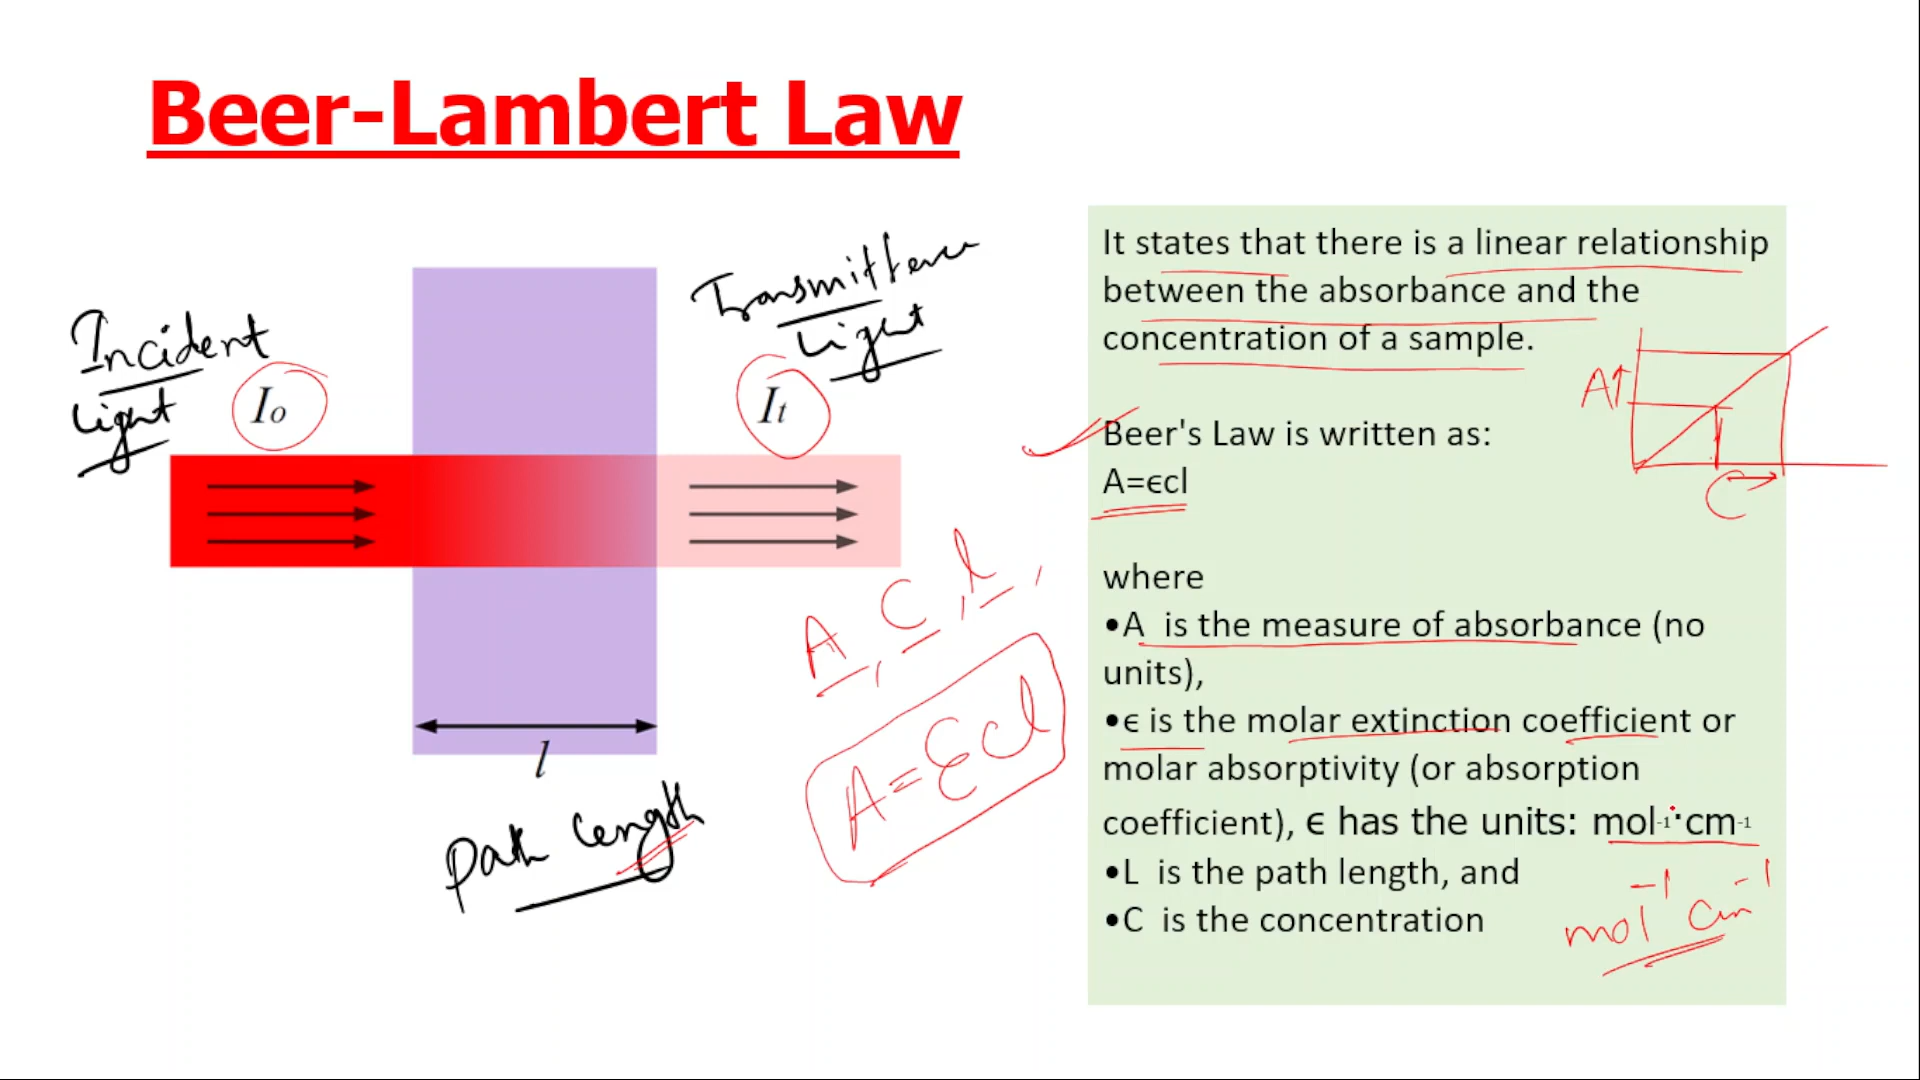 Beer-Lambert Law
Incident
Light
Io
Transmittence
Light
It
l
Path length
A, C, l,
A=Ecl
It states that there is a linear relationship
between the absorbance and the
concentration of a sample.
A↑
C→
Beer's Law is written as:
A=ϵcl
where
•A is the measure of absorbance (no
units),
•ϵ is the molar extinction coefficient or
molar absorptivity (or absorption
coefficient), ϵ has the units: mol-1·cm-1
•L is the path length, and
•C is the concentration
mol-1 Cm-1